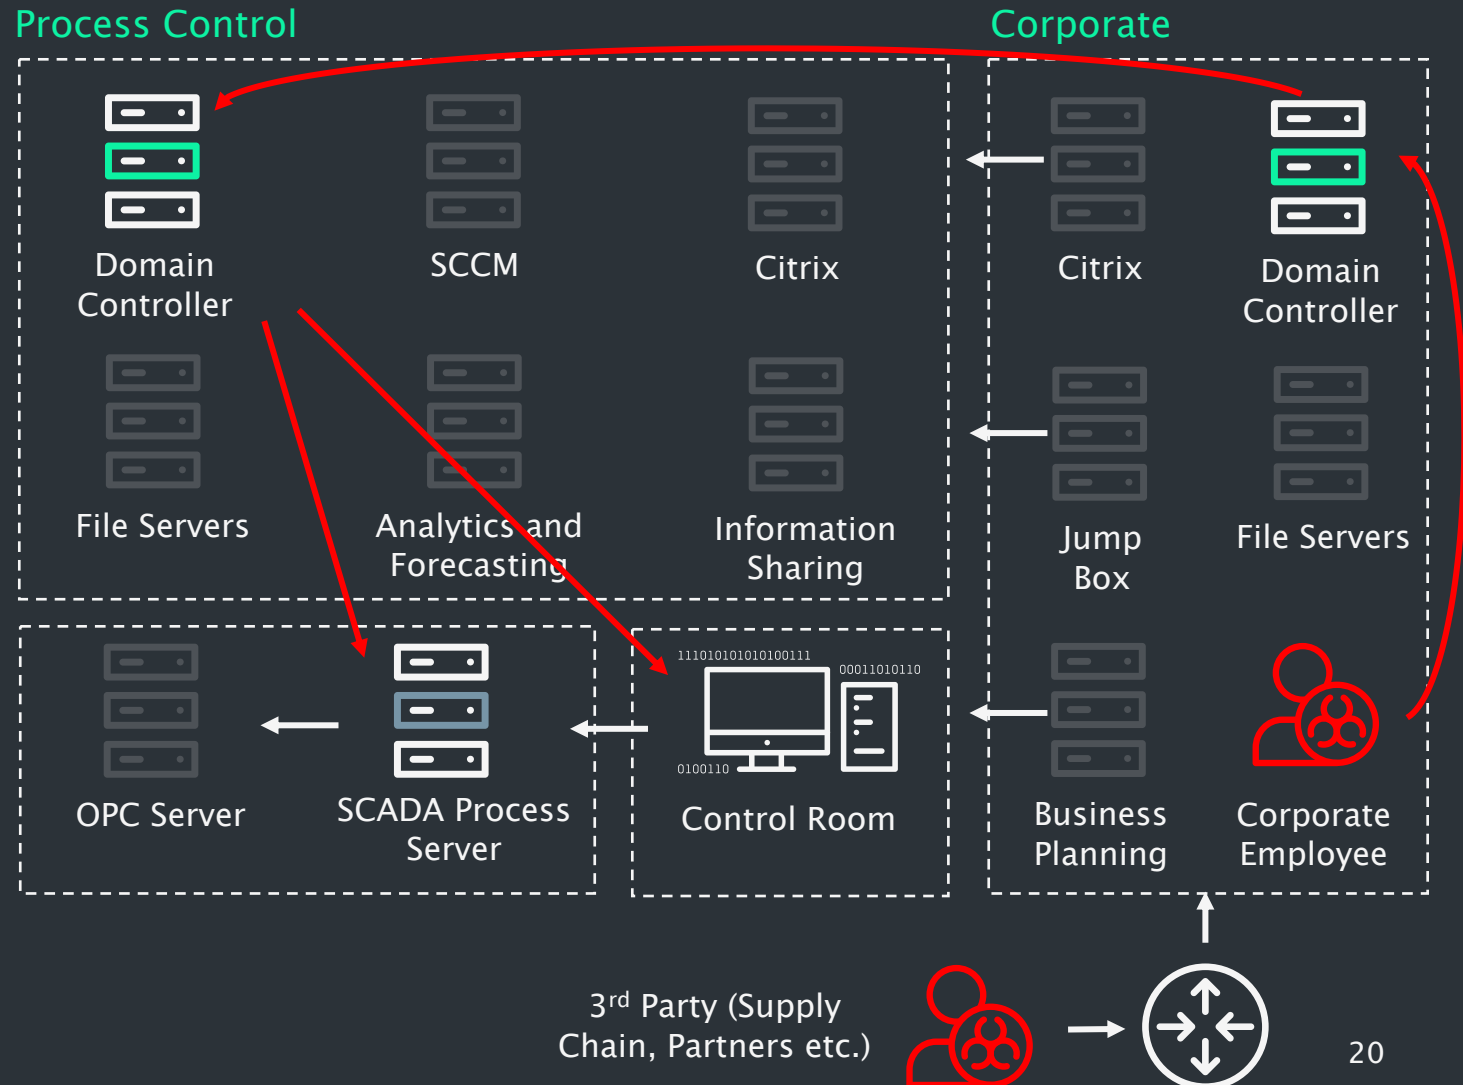 Process Control
Corporate
Domain
Controller
SCCM
Citrix
Citrix
Domain
Controller
File Servers
Analytics and
Forecasting
Information
Sharing
Jump
Box
File Servers
111010101010100111
00011010110
0100110
OPC Server
SCADA Process
Server
Control Room
Business
Planning
Corporate
Employee
3rd Party (Supply
Chain, Partners etc.)
20